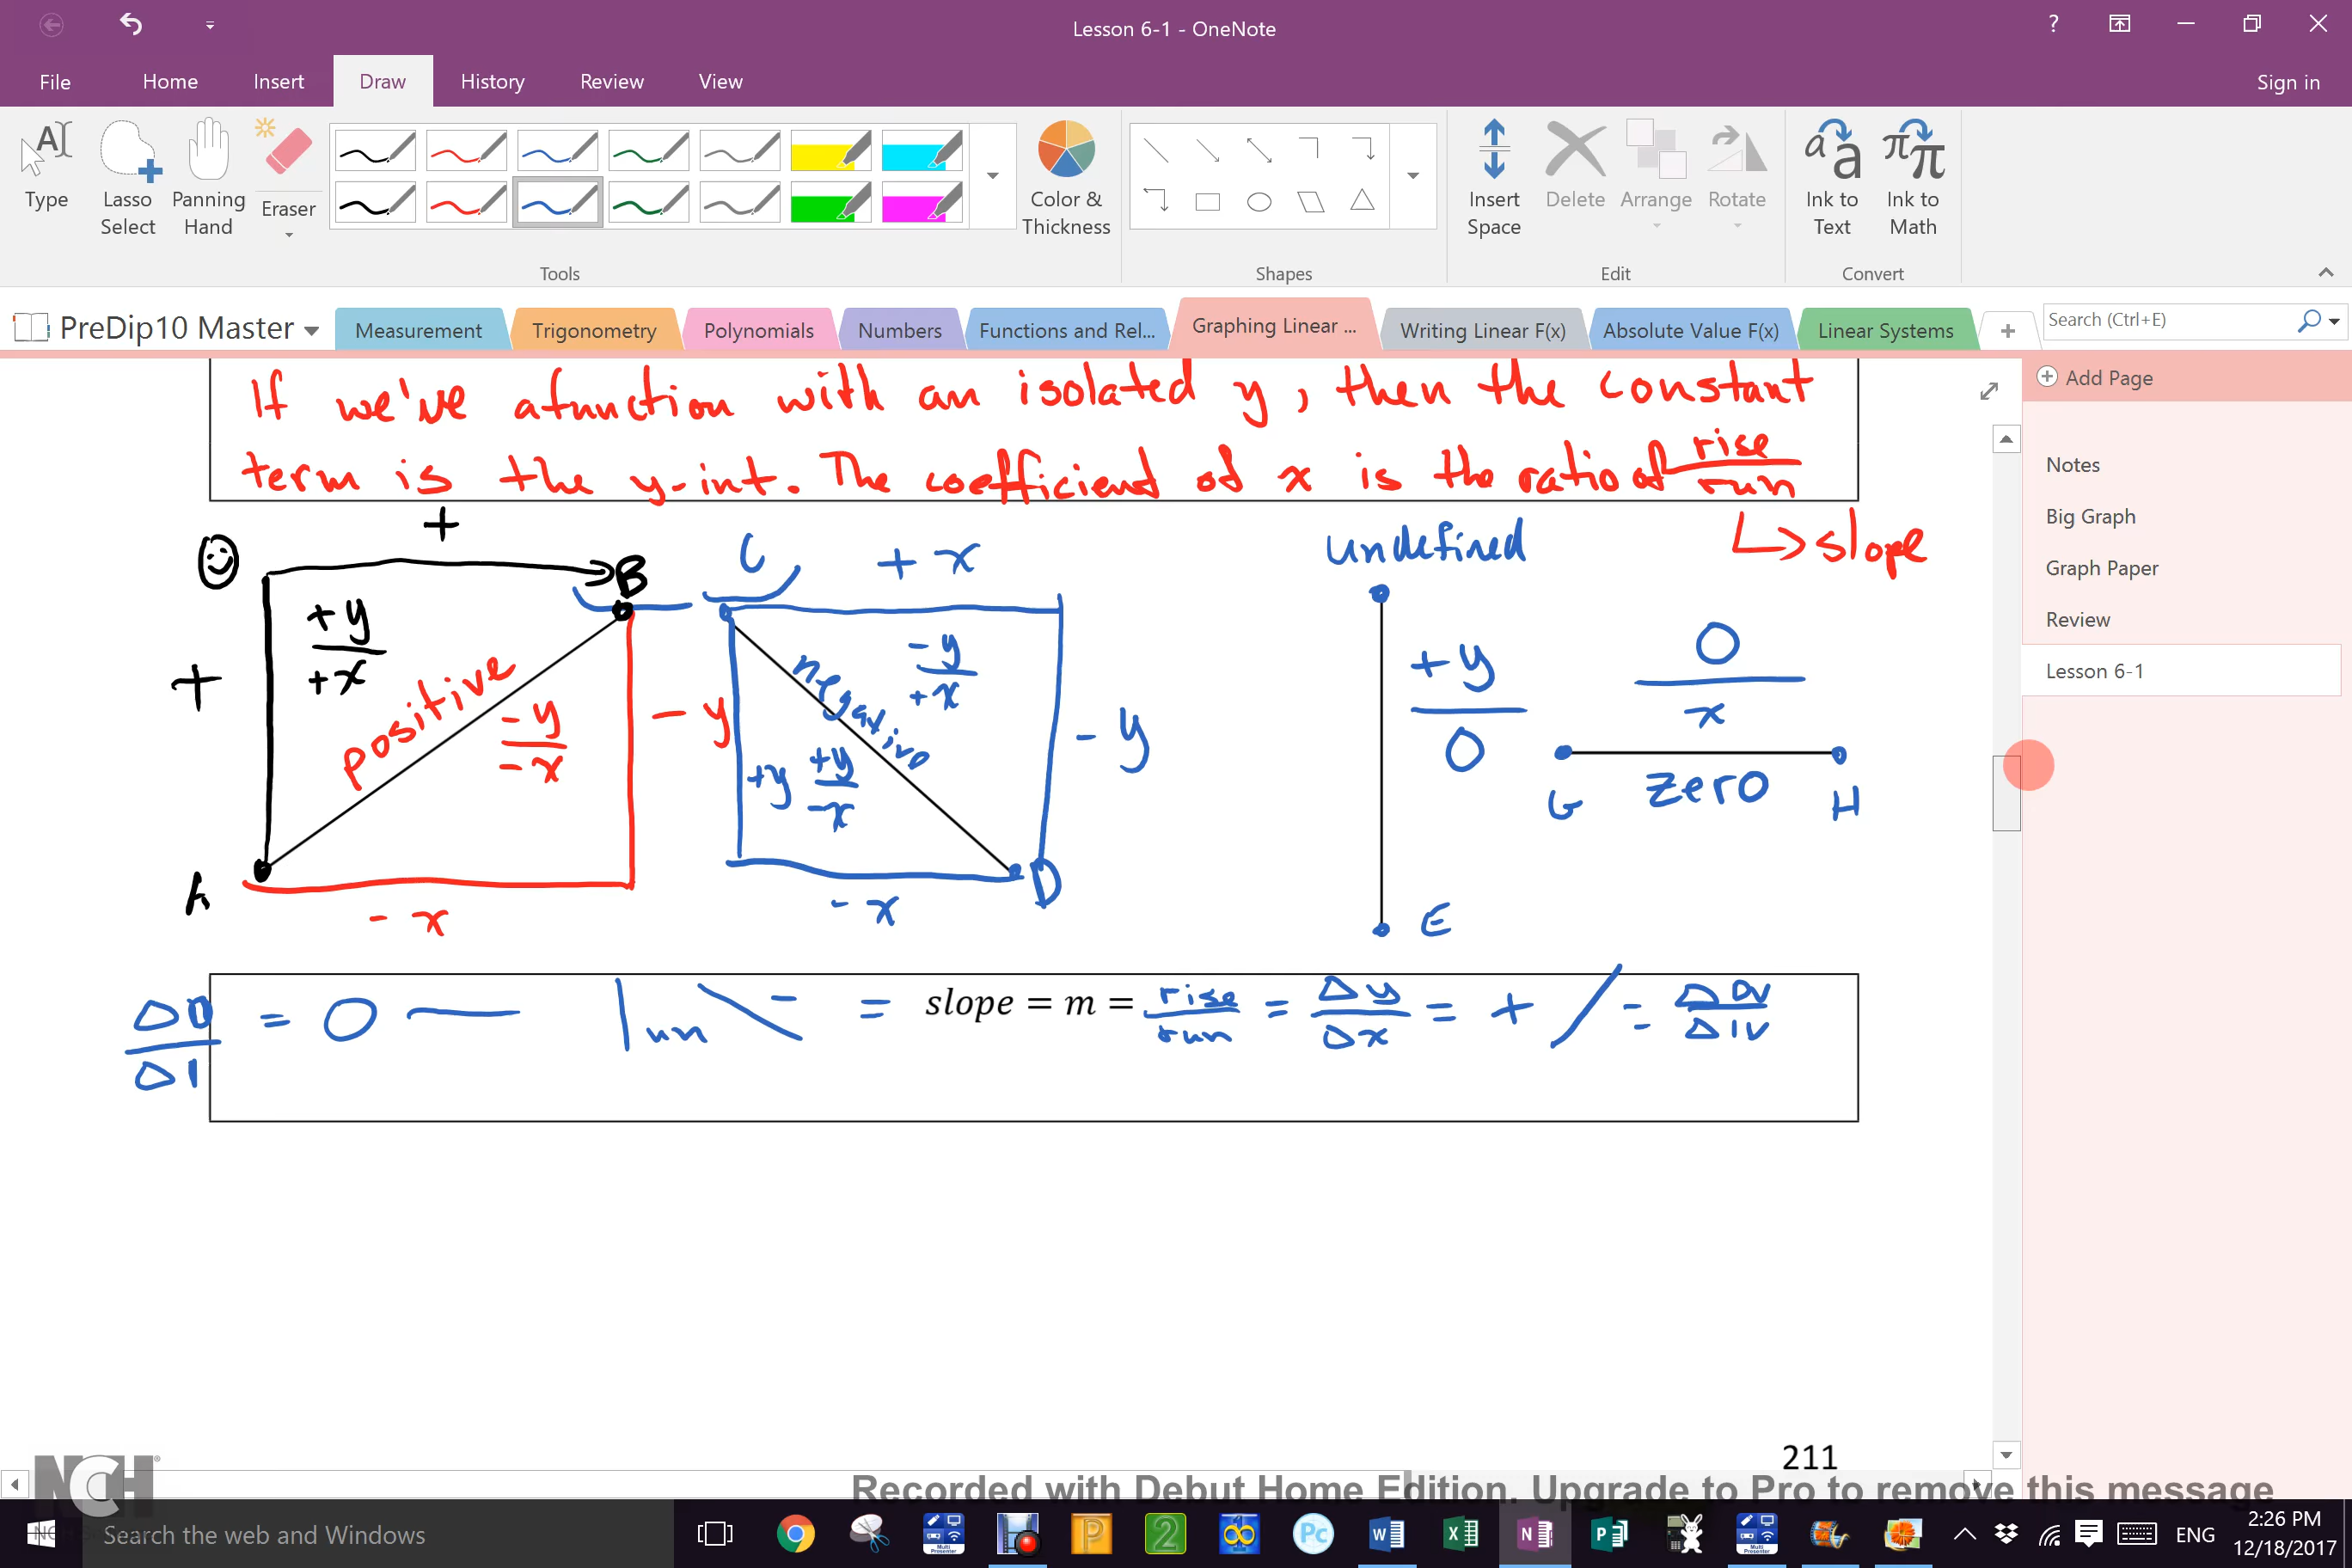 Lesson 6-1 - OneNote
?
File Home Insert Draw History Review View Sign in
Type
Lasso Select
Panning Hand
Eraser
Color & Thickness
Insert Space
Delete
Arrange
Rotate
Ink to Text
Ink to Math
Tools Shapes Edit Convert
PreDip10 Master Measurement Trigonometry Polynomials Numbers Functions and Rel... Graphing Linear ... Writing Linear F(x) Absolute Value F(x) Linear Systems + Search (Ctrl+E)
Add Page
Notes
Big Graph
Graph Paper
Review
Lesson 6-1
If we've a function with an isolated y, then the constant
term is the y-int. The coefficient of x is the ratio of rise/run
↳ slope
+
B
+y/+x
+
positive
-y/-x
- y
A
- x
C
+ x
-y/+x
negative
- y
+y
+y/-x
D
- x
undefined
+y/0
E
0/x
zero
G
H
ΔD/ΔI = 0 — | un \ - = slope = m = rise/run = Δy/Δx = + / = ΔDV/ΔIV
211
NCH
Recorded with Debut Home Edition. Upgrade to Pro to remove this message
Search the web and Windows
ENG
2:26 PM
12/18/2017